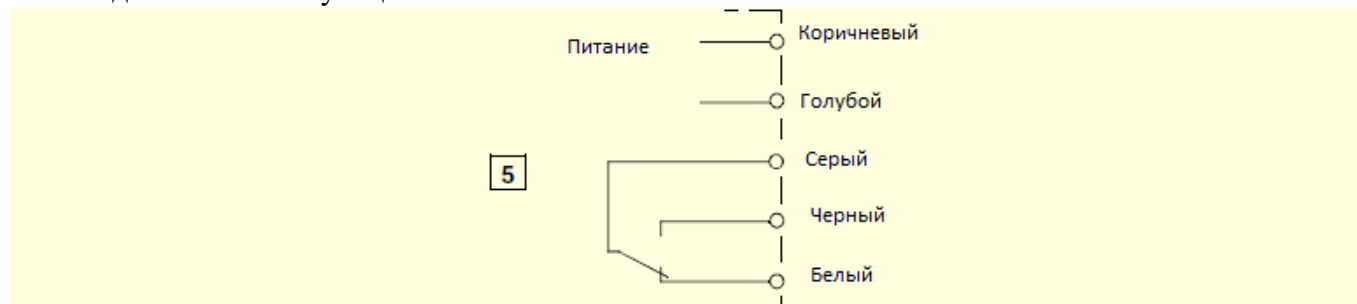 Коричневый
Питание
Голубой
Серый
5
Черный
Белый